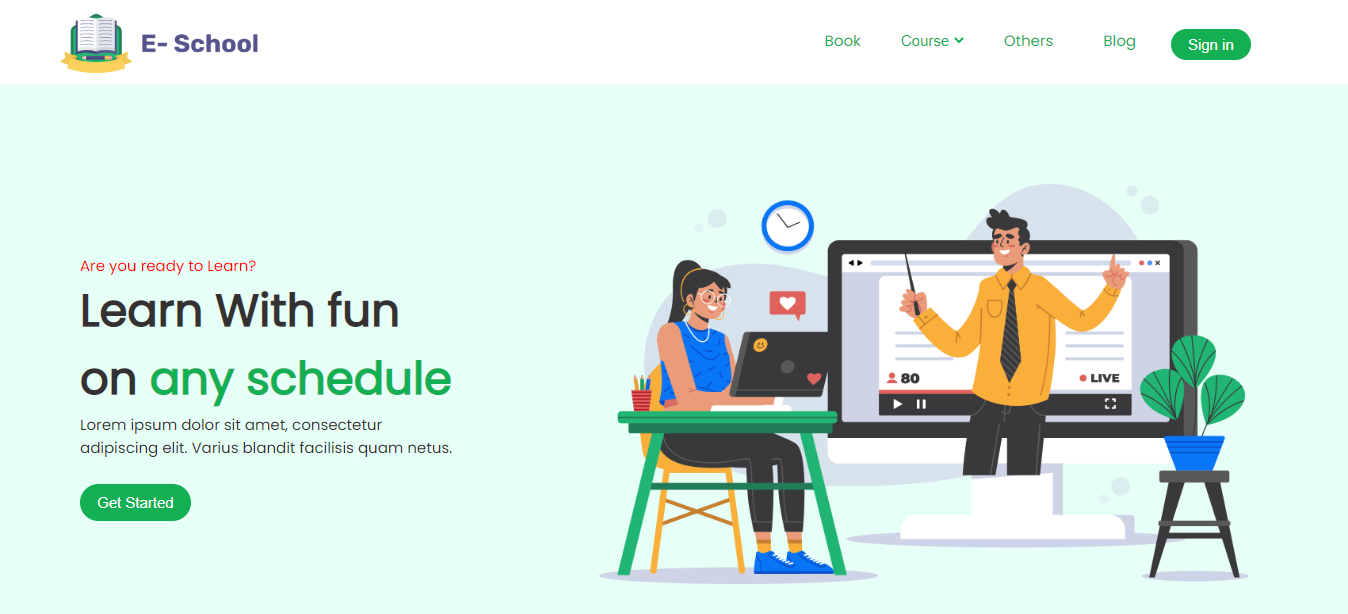 E- School
Book
Course
Others
Blog
Sign in
Are you ready to Learn?
Learn With fun
on any schedule
Lorem ipsum dolor sit amet, consectetur
adipiscing elit. Varius blandit facilisis quam netus.
Get Started
80
LIVE